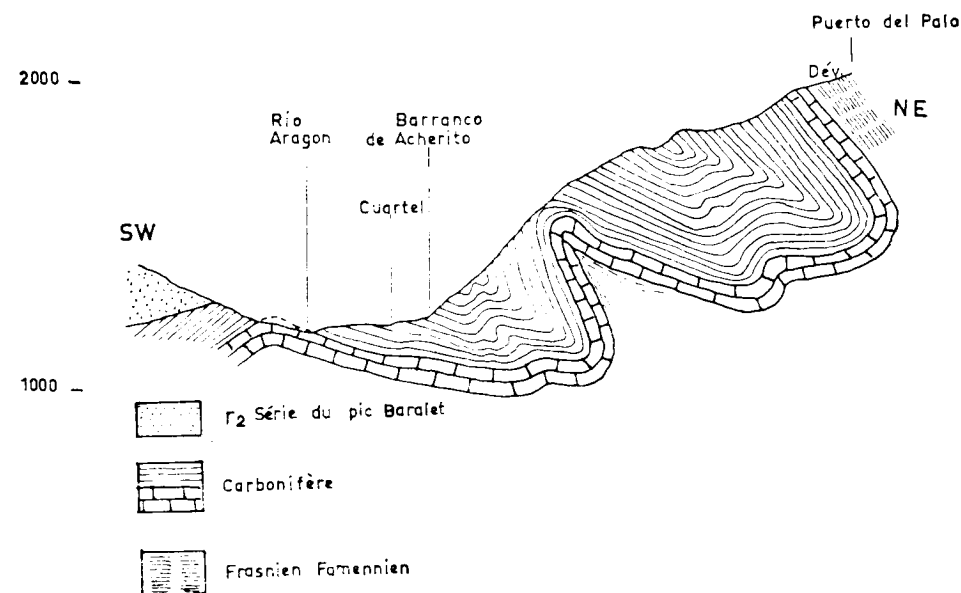 Puerto del Palo
2000
Dév.
NE
Río
Aragon
Barranco
de Acherito
Cuartel
SW
1000
r2 Série du pic Baralet
Carbonifère
Frasnien Famennien